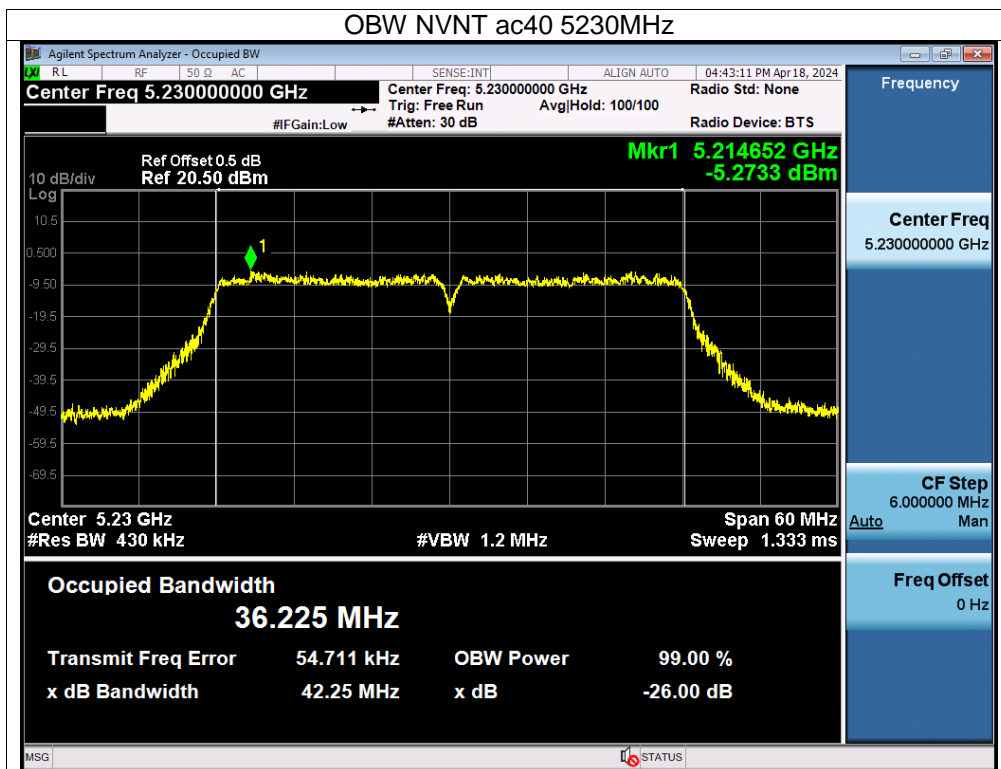 OBW NVNT ac40 5230MHz
Agilent Spectrum Analyzer - Occupied BW
LXI RL RF 50 Ω AC SENSE:INT ALIGN AUTO 04:43:11 PM Apr 18, 2024
Center Freq 5.230000000 GHz
#IFGain:Low
Center Freq: 5.230000000 GHz
Trig: Free Run Avg|Hold: 100/100
#Atten: 30 dB
Radio Std: None
Radio Device: BTS
Frequency
Mkr1 5.214652 GHz
-5.2733 dBm
Ref Offset 0.5 dB
10 dB/div Ref 20.50 dBm
Log
10.5
0.500
-9.50
-19.5
-29.5
-39.5
-49.5
-59.5
-69.5
1
Center 5.23 GHz Span 60 MHz
#Res BW 430 kHz #VBW 1.2 MHz Sweep 1.333 ms
Center Freq
5.230000000 GHz
CF Step
6.000000 MHz
Auto Man
Freq Offset
0 Hz
Occupied Bandwidth
36.225 MHz
Transmit Freq Error 54.711 kHz OBW Power 99.00 %
x dB Bandwidth 42.25 MHz x dB -26.00 dB
MSG STATUS